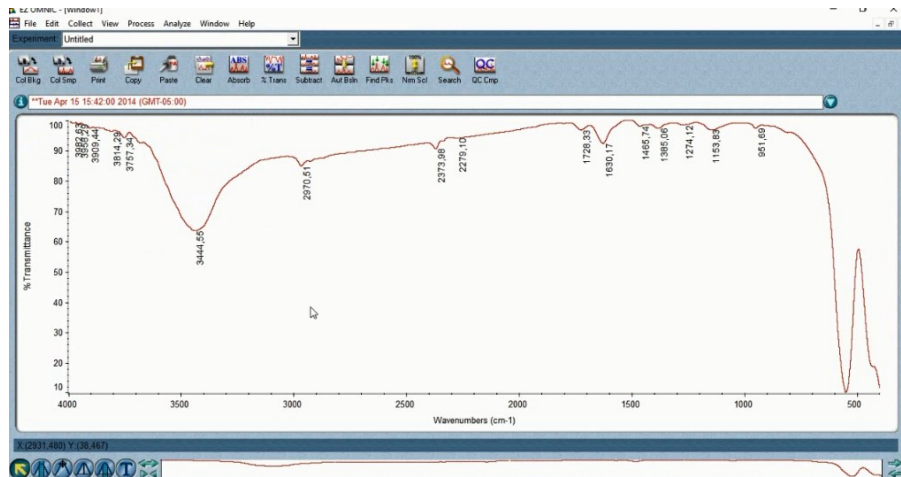 EZ OMNIC - [Window1]
File Edit Collect View Process Analyze Window Help
Experiment: Untitled
Col Bkg Col Smp Print Copy Paste Clear Absorb % Trans Subtract Aut Bsln Find Pks Nrm Scl Search QC Cmp
**Tue Apr 15 15:42:00 2014 (GMT-05:00)
100
90
80
70
60
50
40
30
20
10
%Transmittance
3909,44
3814,29
3757,34
3444,55
2970,51
2373,98
2279,10
1728,33
1630,17
1465,74
1385,06
1274,12
1153,83
951,69
4000 3500 3000 2500 2000 1500 1000 500
Wavenumbers (cm-1)
X:(2931,480) Y:(38,467)